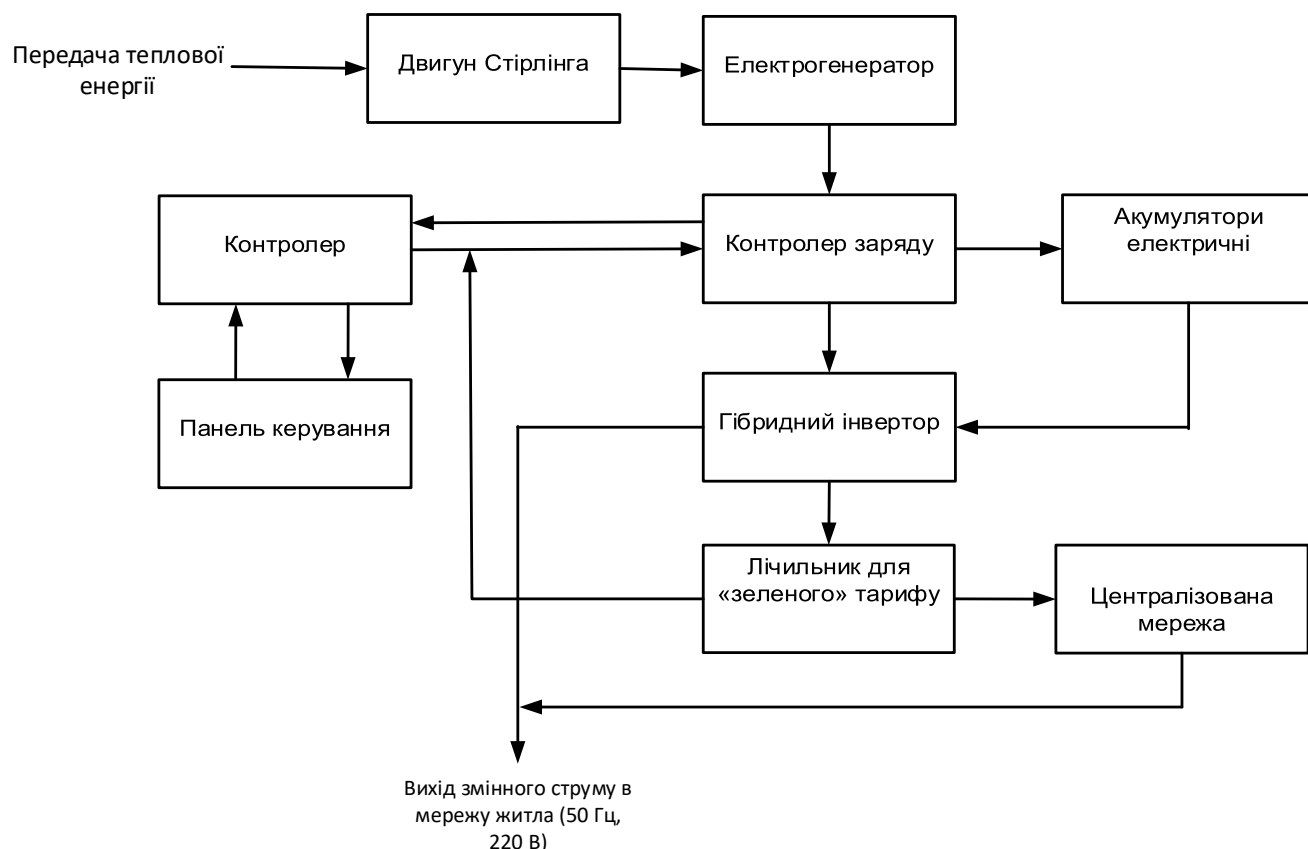 Передача теплової
енергії
Двигун Стірлінга
Електрогенератор
Контролер
Контролер заряду
Акумулятори
електричні
Панель керування
Гібридний інвертор
Лічильник для
«зеленого» тарифу
Централізована
мережа
Вихід змінного струму в
мережу житла (50 Гц,
220 В)